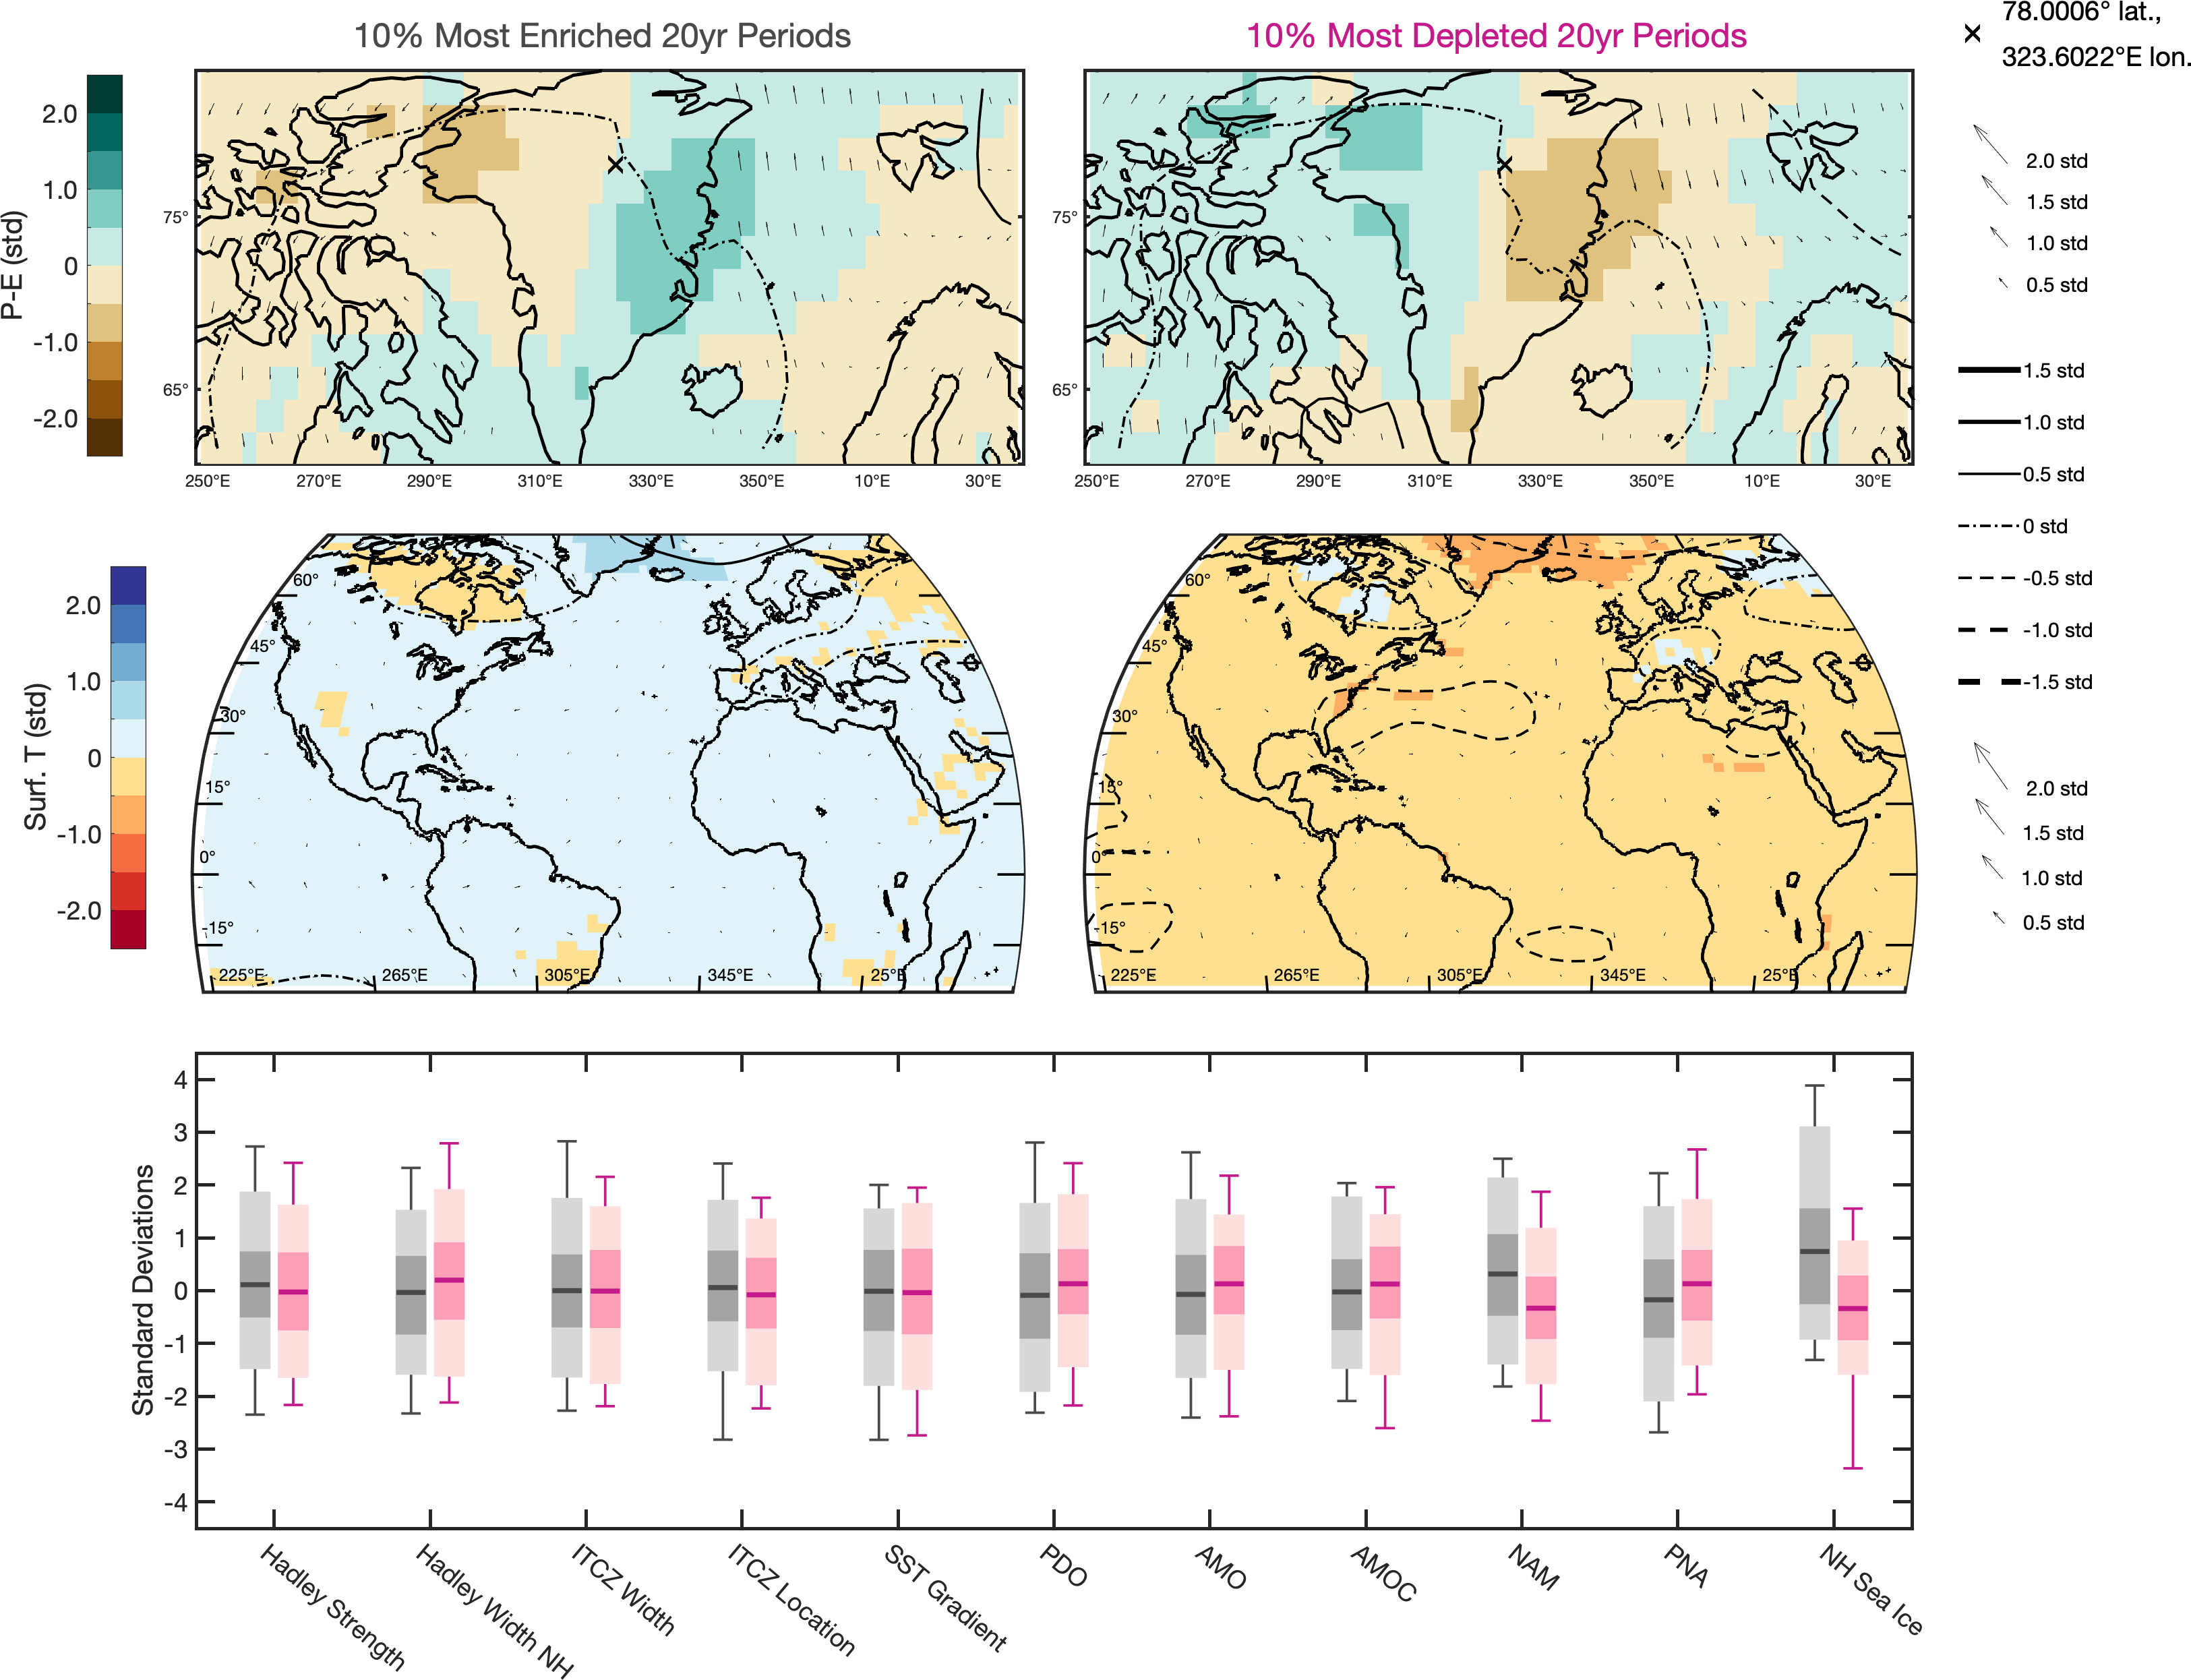 10% Most Enriched 20yr Periods
10% Most Depleted 20yr Periods
78.0006° lat.,
323.6022°E lon.
P-E (std)
2.0
1.0
0
-1.0
-2.0
75°
65°
250°E 270°E 290°E 310°E 330°E 350°E 10°E 30°E
75°
65°
250°E 270°E 290°E 310°E 330°E 350°E 10°E 30°E
2.0 std
1.5 std
1.0 std
0.5 std
1.5 std
1.0 std
0.5 std
0 std
-0.5 std
-1.0 std
-1.5 std
Surf. T (std)
2.0
1.0
0
-1.0
-2.0
60°
45°
30°
15°
0°
-15°
225°E 265°E 305°E 345°E 25°E
60°
45°
30°
15°
0°
-15°
225°E 265°E 305°E 345°E 25°E
2.0 std
1.5 std
1.0 std
0.5 std
Standard Deviations
4
3
2
1
0
-1
-2
-3
-4
Hadley Strength
Hadley Width NH
ITCZ Width
ITCZ Location
SST Gradient
PDO
AMO
AMOC
NAM
PNA
NH Sea Ice